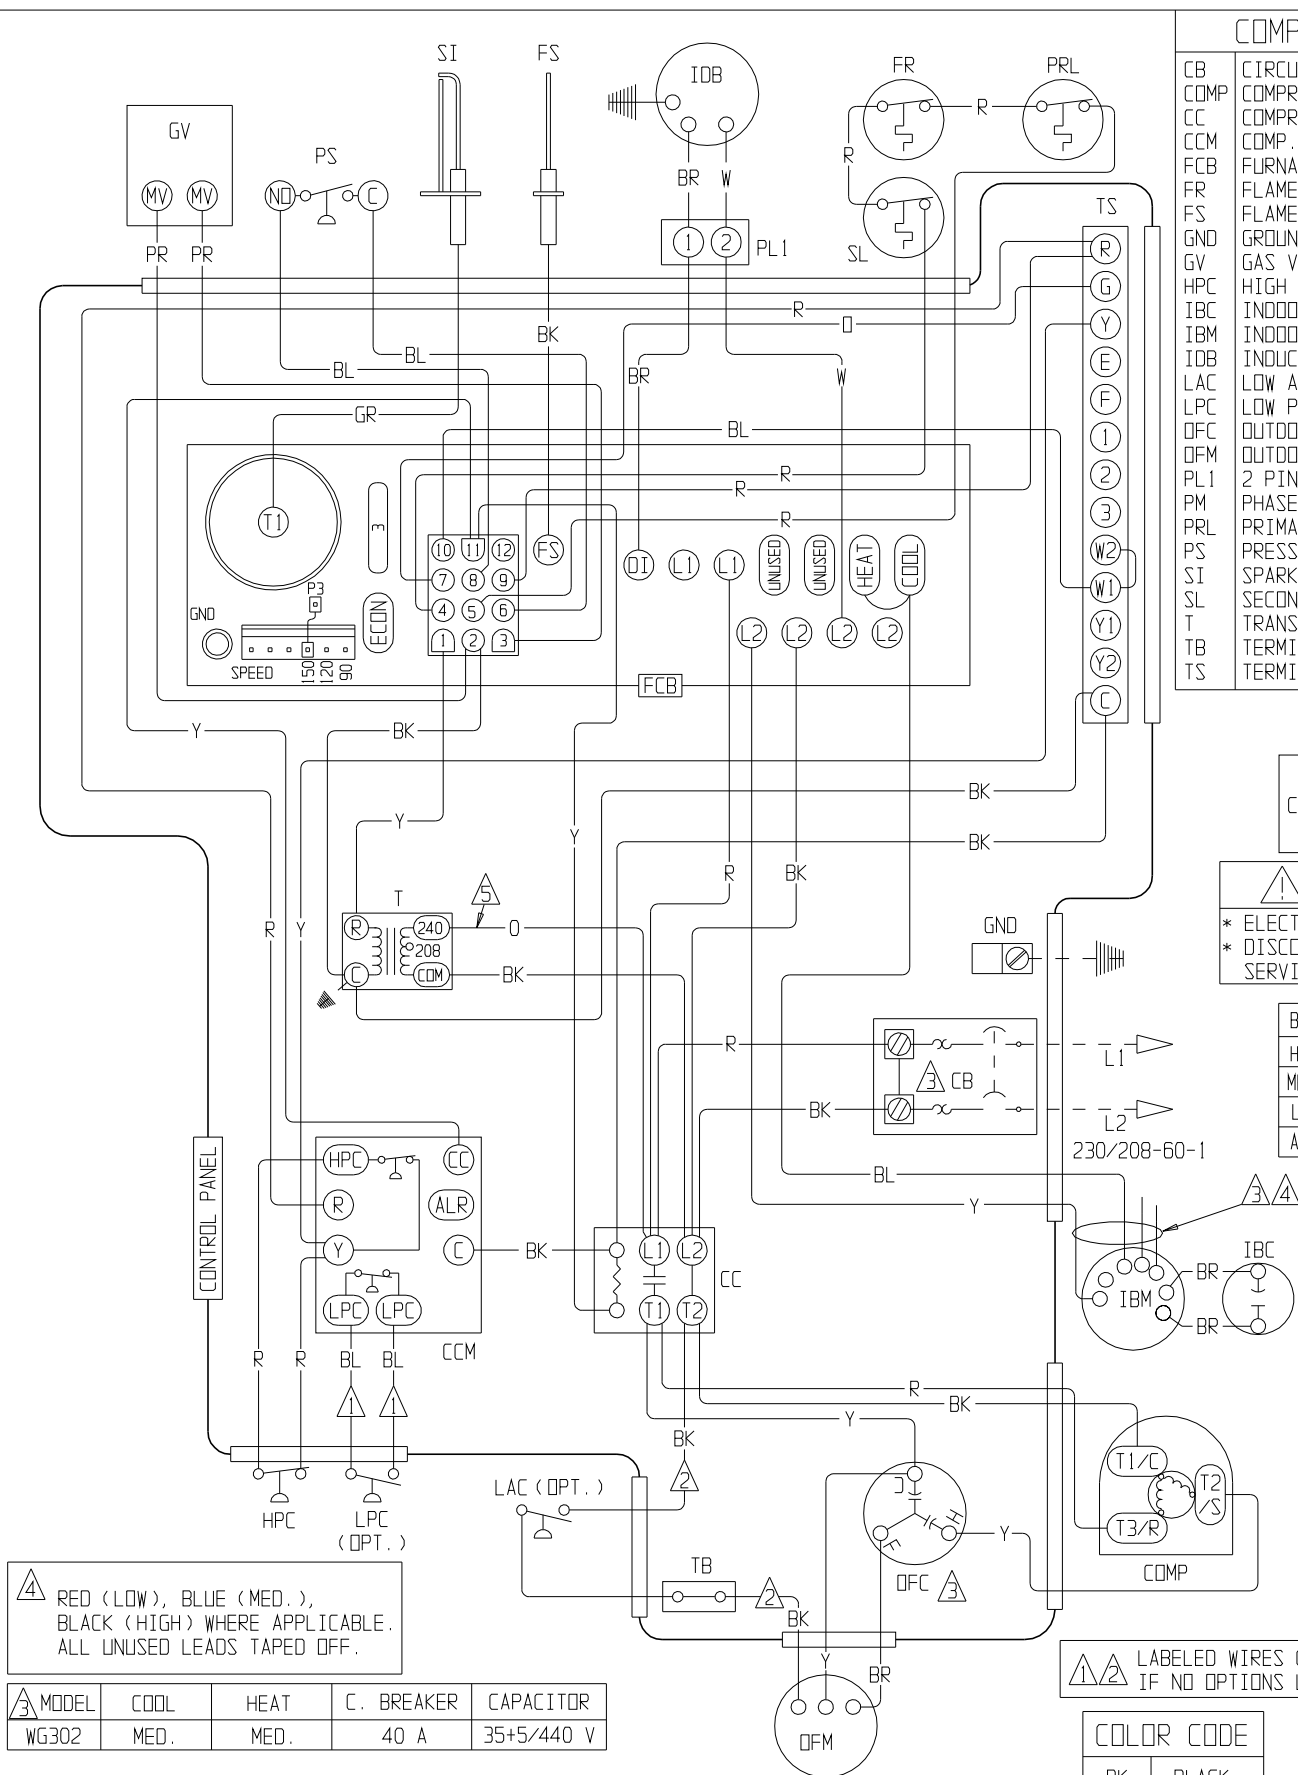 SI
FS
IDB
FR
PRL
GV
PS
MV
MV
NO
C
PR
PR
BR
W
R
R
1
2
PL1
SL
TS
R
G
Y
E
F
1
2
3
W2
W1
Y1
Y2
C
COMP
CB CIRCU
COMP COMPR
CC COMPR
CCM COMP.
FCB FURNA
FR FLAME
FS FLAME
GND GROUN
GV GAS V
HPC HIGH
IBC INDOO
IBM INDOO
IDB INDUC
LAC LOW A
LPC LOW P
OFC OUTDO
OFM OUTDO
PL1 2 PIN
PM PHASE
PRL PRIMA
PS PRESS
SI SPARK
SL SECON
T TRANS
TB TERMI
TS TERMI
R
O
BK
BL
BL
BR
W
GR
BL
R
R
R
T1
3
10 11 12
7 8 9
4 5 6
1 2 3
FS
DI
L1
L1
UNUSED
UNUSED
HEAT
COOL
L2
L2
L2
L2
P3
GND
ECON
SPEED
150
120
90
FCB
Y
BK
BK
Y
Y
BK
R
BK
C
T
5
R
240
O
208
C
COM
BK
R
Y
GND
* ELECT
* DISCO
SERVI
R
3
CB
L1
BK
L2
230/208-60-1
B
H
M
L
A
CONTROL PANEL
HPC
CC
R
ALR
Y
C
BK
LPC
LPC
CCM
BL
Y
3
4
L1
L2
CC
T1
T2
IBM
BR
BR
IBC
R
R
BL
BL
1
1
R
BK
Y
BK
2
HPC
LPC
(OPT.)
LAC (OPT.)
C
H
F
Y
OFC
3
T1/C
T2
/S
T3/R
COMP
TB
2
BK
Y
BR
OFM
4
RED (LOW), BLUE (MED.),
BLACK (HIGH) WHERE APPLICABLE.
ALL UNUSED LEADS TAPED OFF.
3 MODEL COOL HEAT C. BREAKER CAPACITOR
WG302 MED. MED. 40 A 35+5/440 V
1 2 LABELED WIRES
IF NO OPTIONS
COLOR CODE
BK BLACK